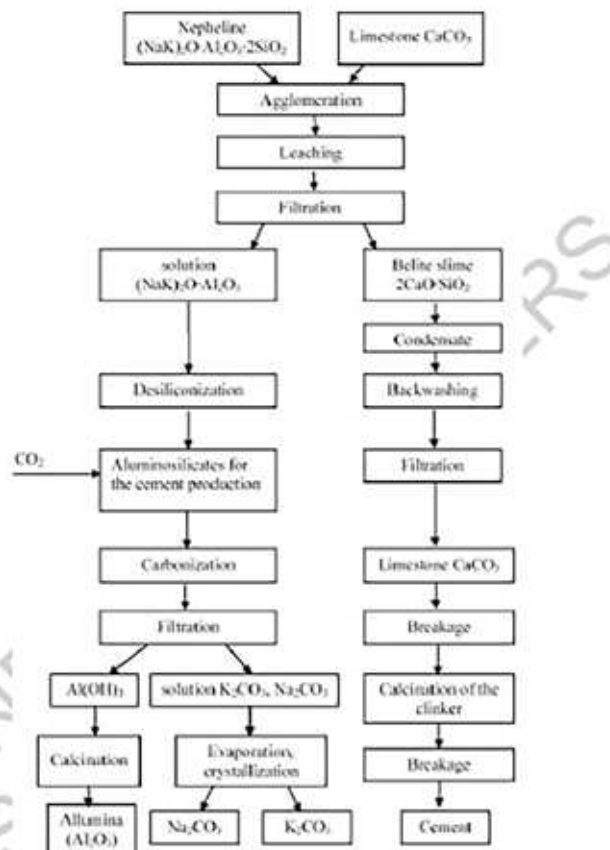 Nepheline
(NaK)₂O·Al₂O₃·2SiO₂
Limestone CaCO₃
Agglomeration
Leaching
Filtration
solution
(NaK)₂O·Al₂O₃
Belite slime
2CaO·SiO₂
Condensate
Desiliconization
Backwashing
CO₂
Aluminosilicates for
the cement production
Filtration
Carbonization
Limestone CaCO₃
Filtration
Breakage
Al(OH)₃
solution K₂CO₃, Na₂CO₃
Calcination of the
clinker
Calcination
Evaporation,
crystallization
Breakage
Allumina
(Al₂O₃)
Na₂CO₃
K₂CO₃
Cement